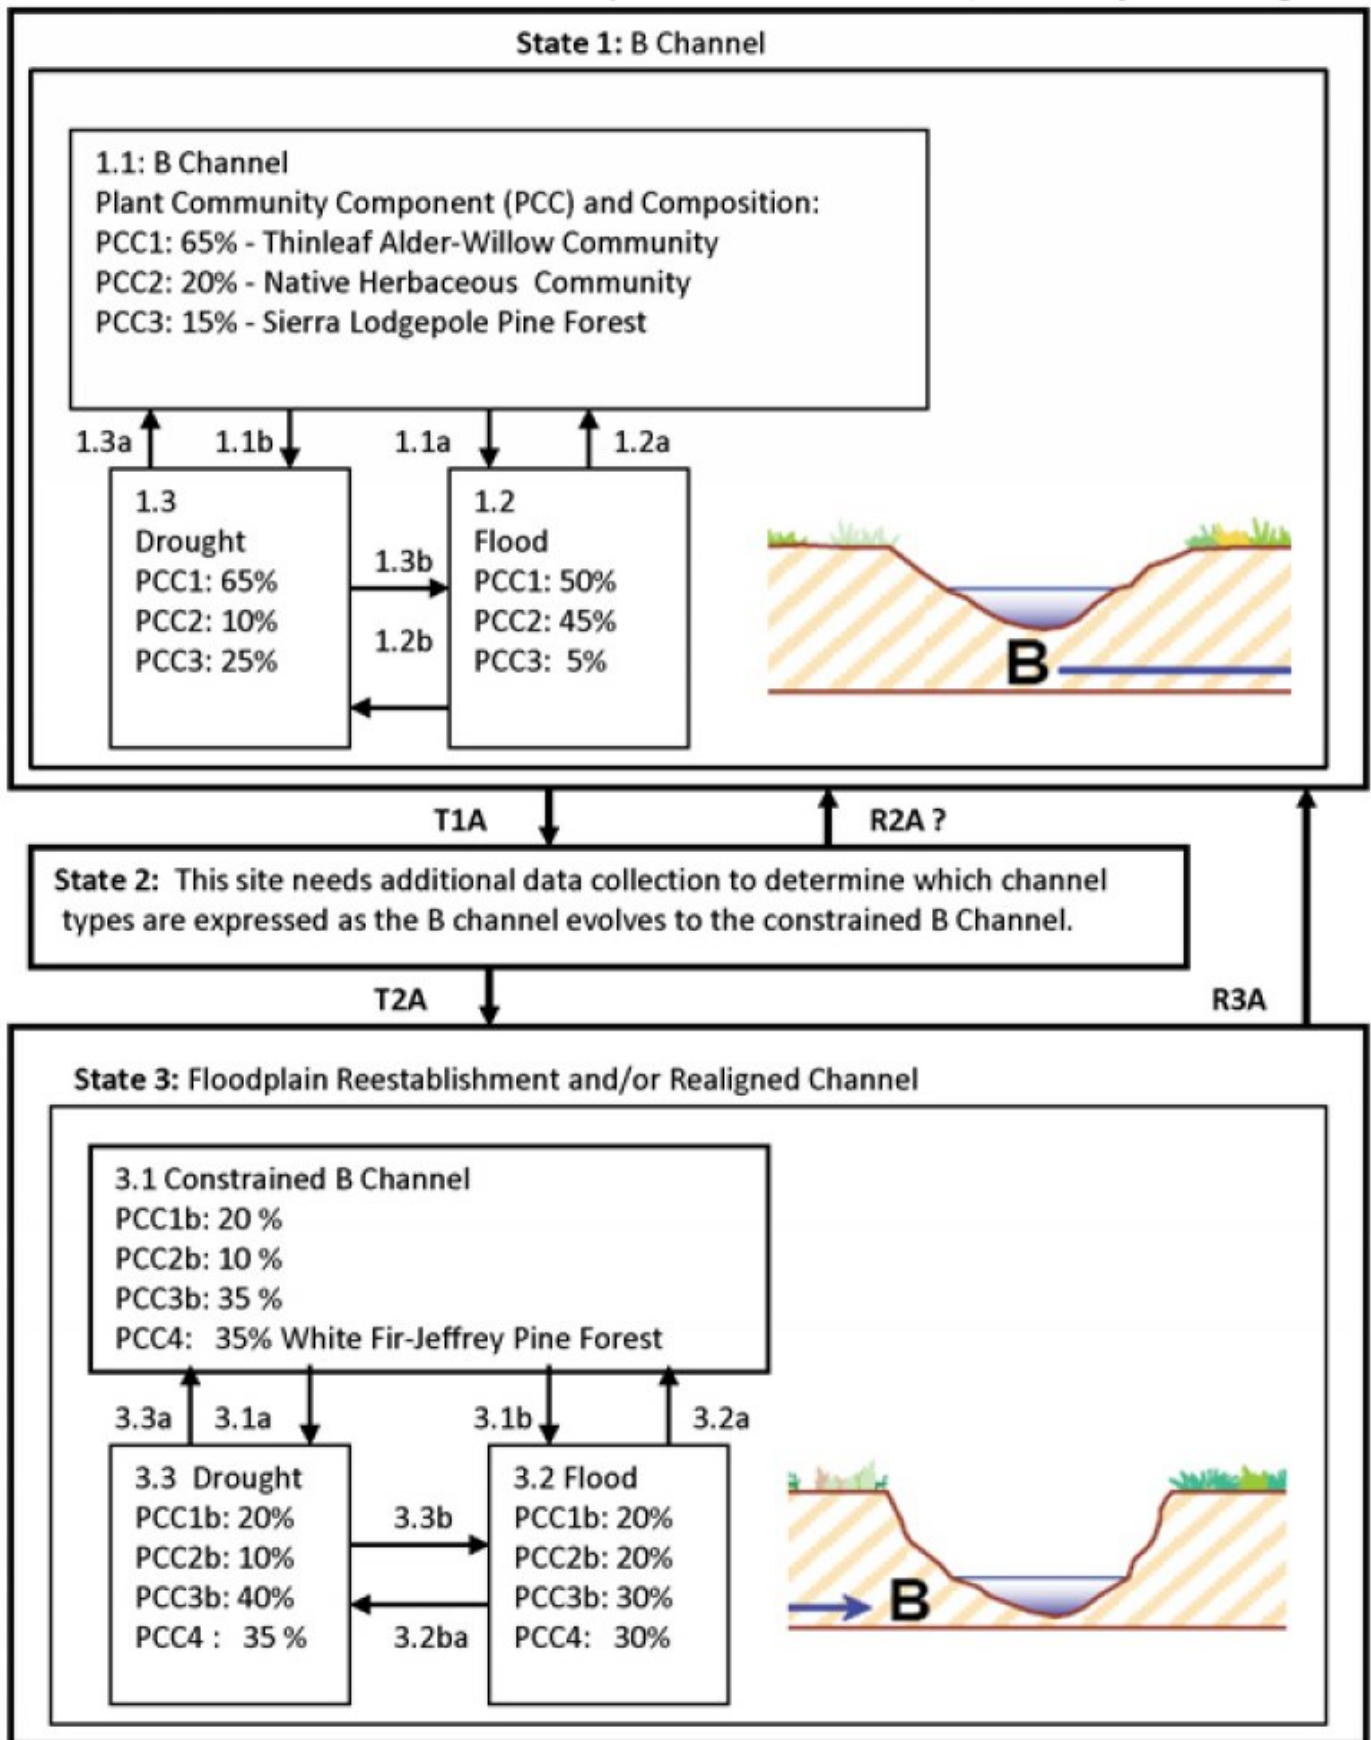 State 1: B Channel
1.1: B Channel
Plant Community Component (PCC) and Composition:
PCC1: 65% - Thinleaf Alder-Willow Community
PCC2: 20% - Native Herbaceous  Community
PCC3: 15% - Sierra Lodgepole Pine Forest
1.3a
1.1b
1.1a
1.2a
1.3
Drought
PCC1: 65%
PCC2: 10%
PCC3: 25%
1.3b
1.2b
1.2
Flood
PCC1: 50%
PCC2: 45%
PCC3:  5%
B
T1A
R2A ?
State 2:  This site needs additional data collection to determine which channel
types are expressed as the B channel evolves to the constrained B Channel.
T2A
R3A
State 3: Floodplain Reestablishment and/or Realigned Channel
3.1 Constrained B Channel
PCC1b: 20 %
PCC2b: 10 %
PCC3b: 35 %
PCC4:   35% White Fir-Jeffrey Pine Forest
3.3a
3.1a
3.1b
3.2a
3.3  Drought
PCC1b: 20%
PCC2b: 10%
PCC3b: 40%
PCC4 :   35 %
3.3b
3.2ba
3.2 Flood
PCC1b: 20%
PCC2b: 20%
PCC3b: 30%
PCC4:   30%
B